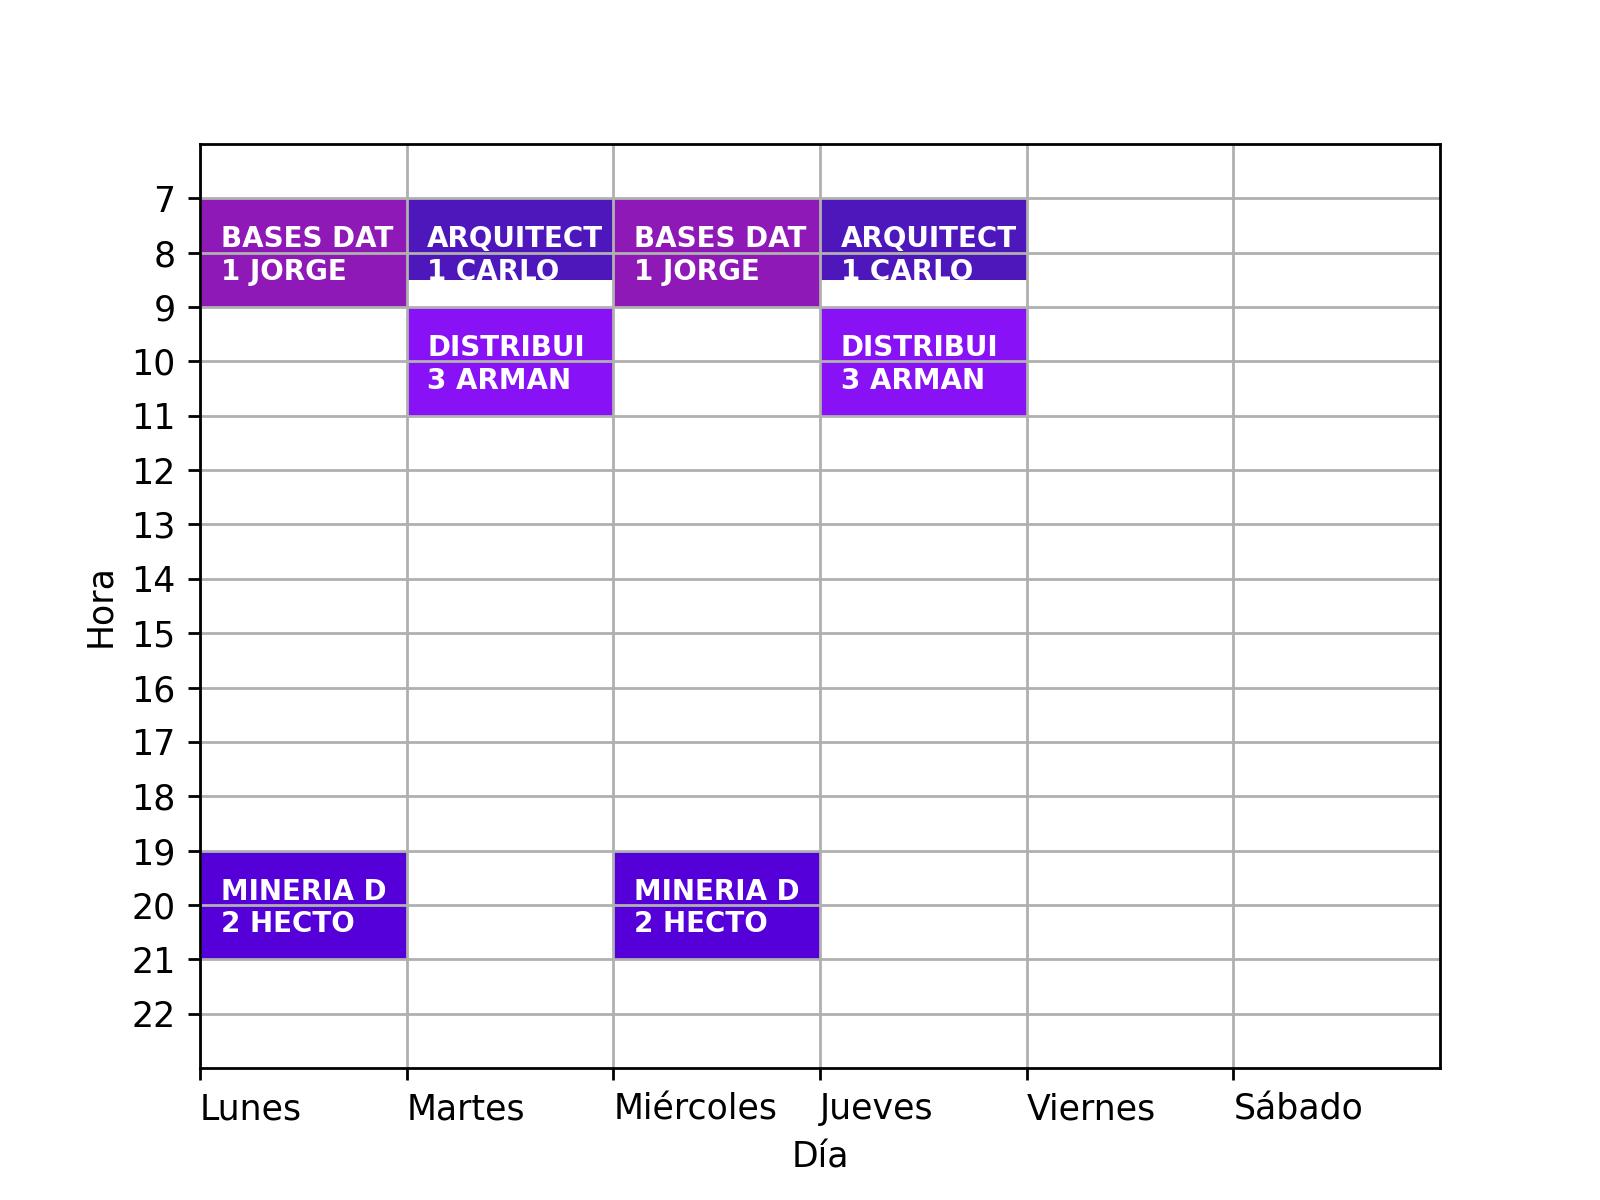 7
8
9
10
11
12
13
14
15
16
17
18
19
20
21
22
Hora
BASES DAT
1 JORGE
ARQUITECT
1 CARLO
BASES DAT
1 JORGE
ARQUITECT
1 CARLO
DISTRIBUI
3 ARMAN
DISTRIBUI
3 ARMAN
MINERIA D
2 HECTO
MINERIA D
2 HECTO
Lunes Martes Miércoles Jueves Viernes Sábado
Día